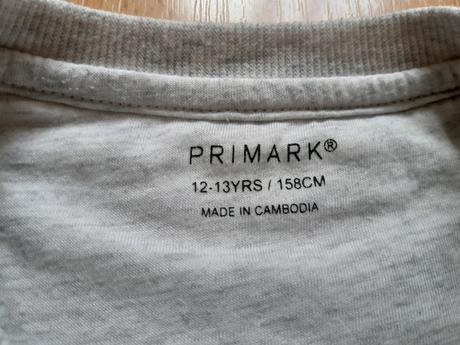 PRIMARK®
12-13YRS / 158CM
MADE IN CAMBODIA